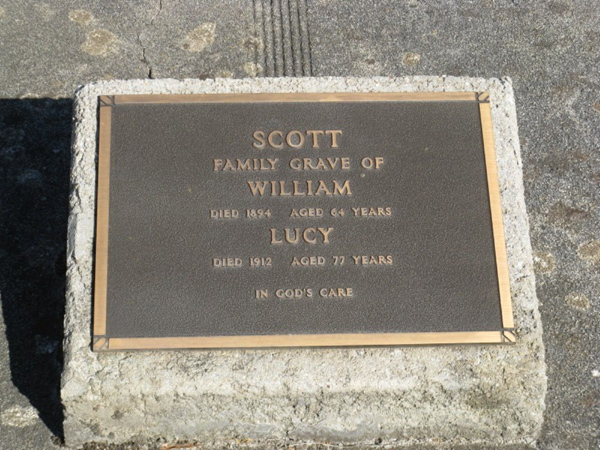 SCOTT
FAMILY GRAVE OF
WILLIAM
DIED 1894 AGED 64 YEARS
LUCY
DIED 1912 AGED 77 YEARS
IN GOD'S CARE